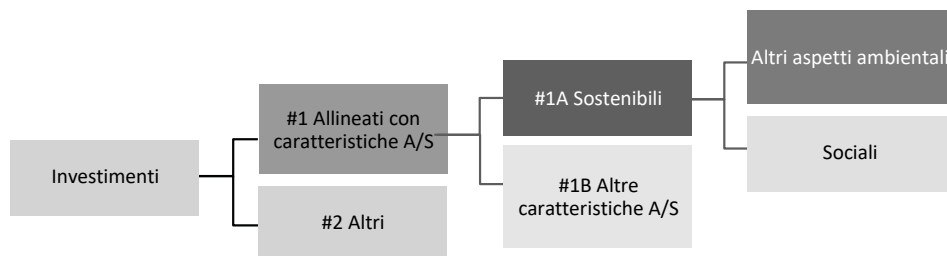 Investimenti
#1 Allineati con
caratteristiche A/S
#2 Altri
#1A Sostenibili
#1B Altre
caratteristiche A/S
Altri aspetti ambientali
Sociali